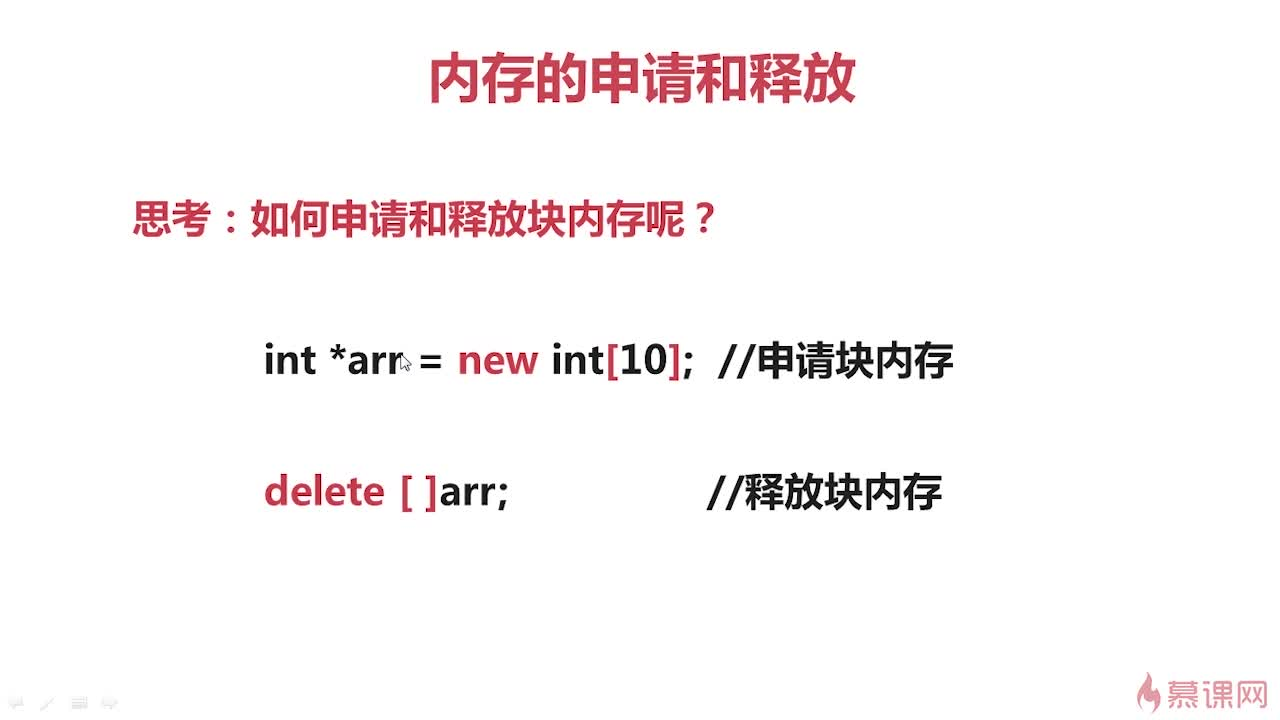 内存的申请和释放
思考：如何申请和释放块内存呢？
int *arr = new int[10]; //申请块内存
delete [ ]arr; //释放块内存
慕课网